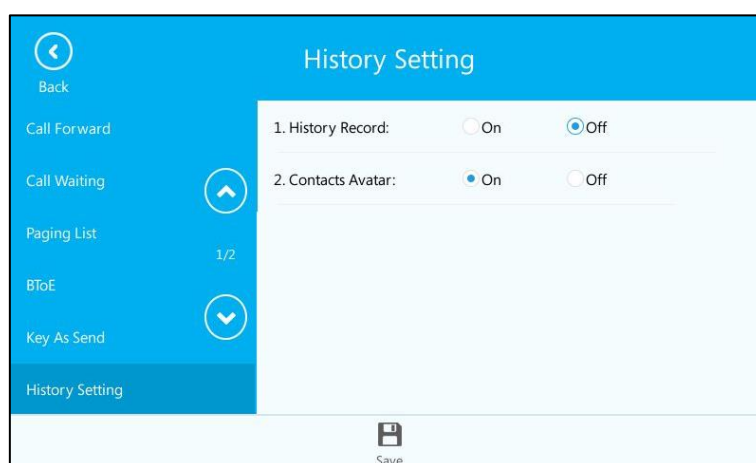 History Setting
Back
Call Forward
Call Waiting
Paging List
1/2
BToE
Key As Send
History Setting
1. History Record: On Off
2. Contacts Avatar: On Off
Save